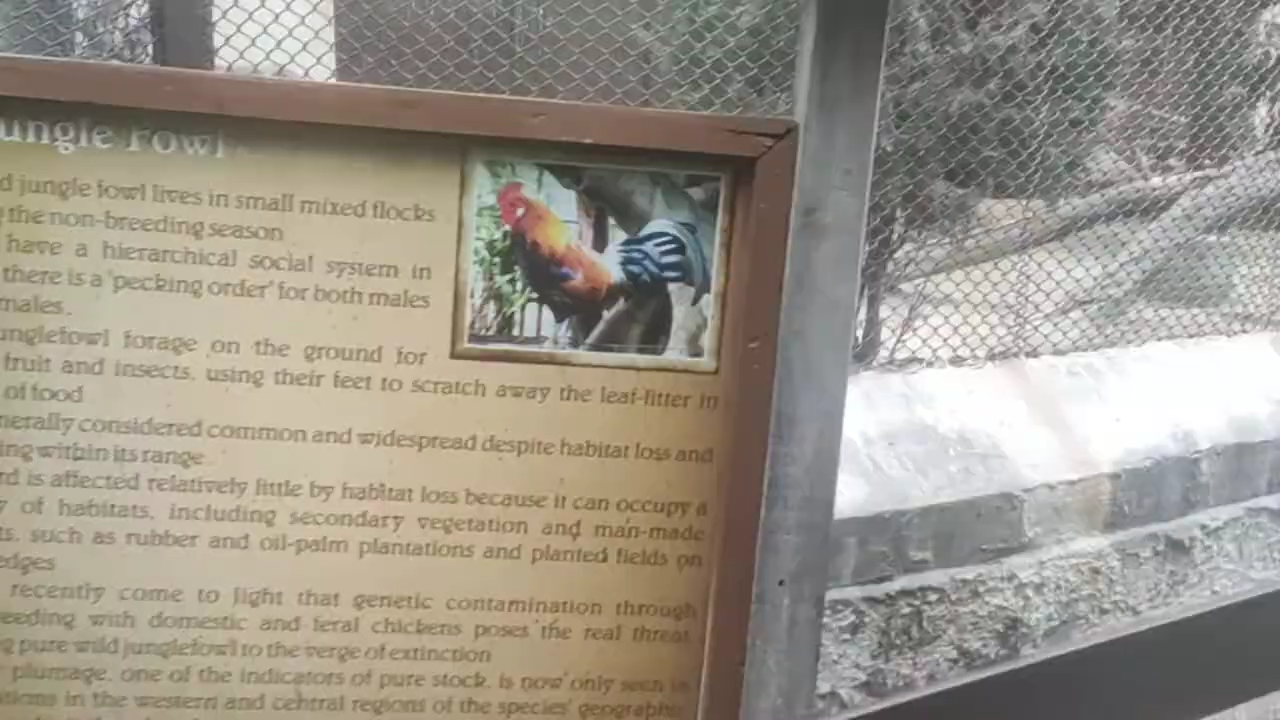 ungle Fowl
d jungle fowl lives in small mixed flocks
the non-breeding season
have a hierarchical social system in
there is a 'pecking order' for both males
males.
unglefowl forage on the ground for
fruit and insects, using their feet to scratch away the leaf-litter in
of food
nerally considered common and widespread despite habitat loss and
ing within its range
rd is affected relatively little by habitat loss because it can occupy a
y of habitats, including secondary vegetation and man-made
ts, such as rubber and oil-palm plantations and planted fields on
edges
recently come to light that genetic contamination through
eeding with domestic and feral chickens poses the real threat
g pure wild junglefowl to the verge of extinction
plumage, one of the indicators of pure stock, is now only seen in
ations in the western and central regions of the species' geographic